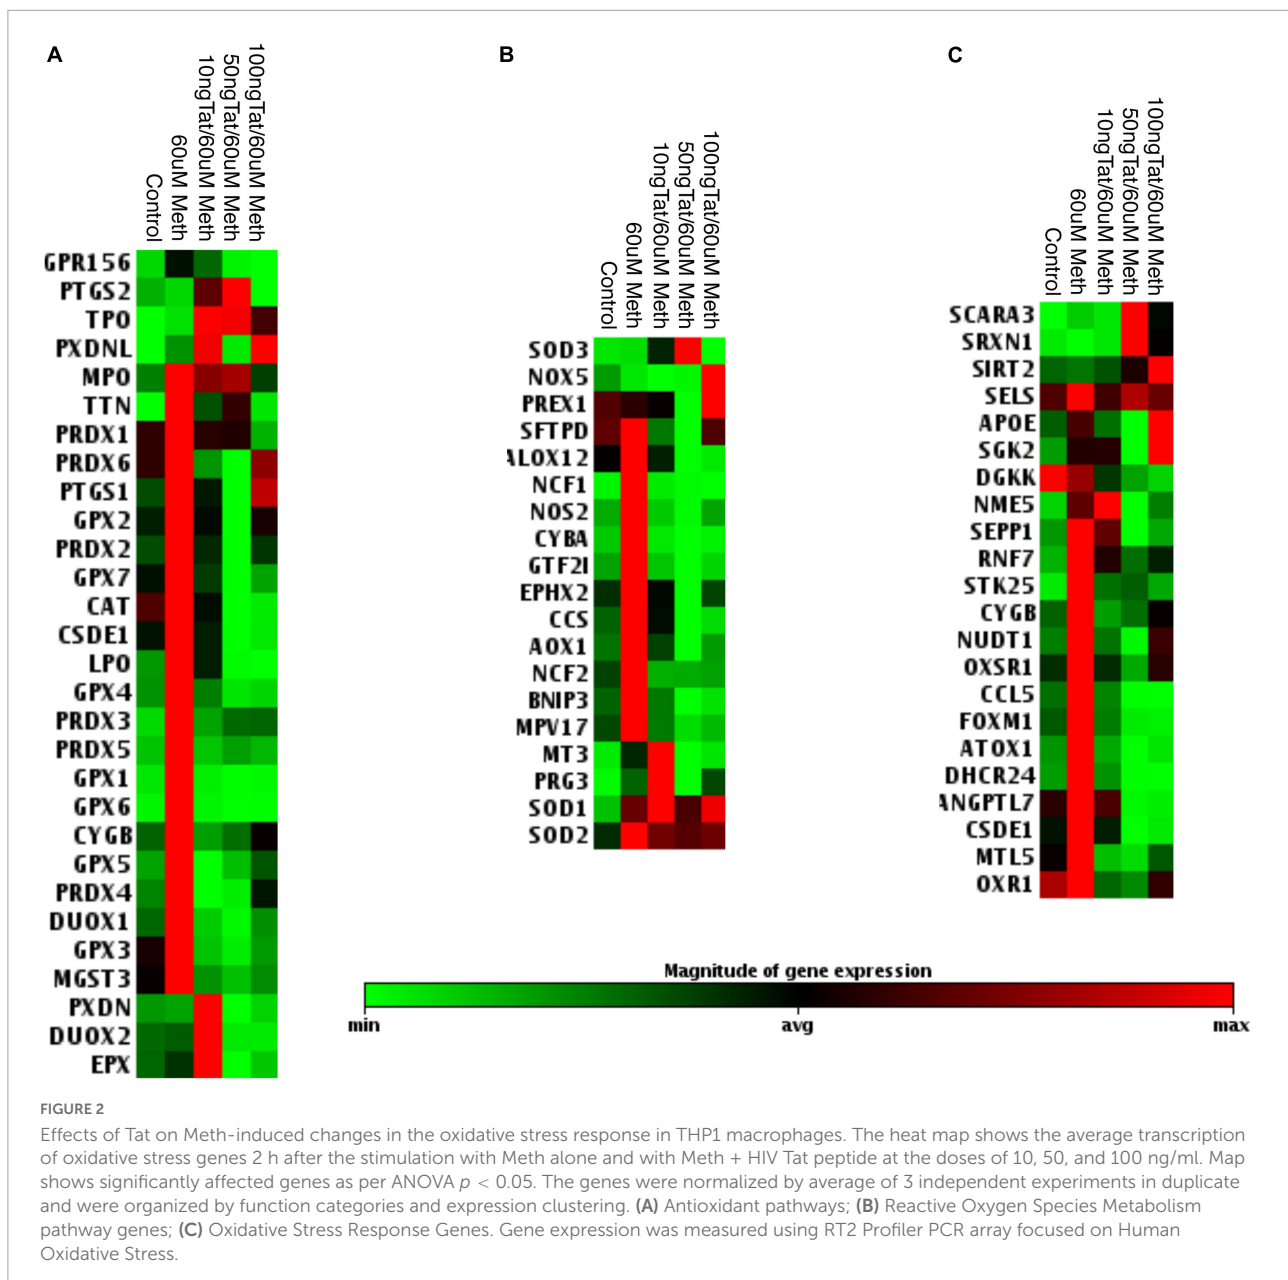 A
Control
60uM Meth
10ngTat/60uM Meth
50ngTat/60uM Meth
100ngTat/60uM Meth
GPR156
PTGS2
TPO
PXDNL
MPO
TTN
PRDX1
PRDX6
PTGS1
GPX2
PRDX2
GPX7
CAT
CSDE1
LPO
GPX4
PRDX3
PRDX5
GPX1
GPX6
CYGB
GPX5
PRDX4
DUOX1
GPX3
MGST3
PXDN
DUOX2
EPX
B
Control
60uM Meth
10ngTat/60uM Meth
50ngTat/60uM Meth
100ngTat/60uM Meth
SOD3
NOX5
PREX1
SFTPD
ALOX12
NCF1
NOS2
CYBA
GTF2I
EPHX2
CCS
AOX1
NCF2
BNIP3
MPV17
MT3
PRG3
SOD1
SOD2
C
Control
60uM Meth
10ngTat/60uM Meth
50ngTat/60uM Meth
100ngTat/60uM Meth
SCARA3
SRXN1
SIRT2
SELS
APOE
SGK2
DGKK
NME5
SEPP1
RNF7
STK25
CYGB
NUDT1
OXSR1
CCL5
FOXM1
ATOX1
DHCR24
ANGPTL7
CSDE1
MTL5
OXR1
Magnitude of gene expression
min avg max
FIGURE 2
Effects of Tat on Meth-induced changes in the oxidative stress response in THP1 macrophages. The heat map shows the average transcription
of oxidative stress genes 2 h after the stimulation with Meth alone and with Meth + HIV Tat peptide at the doses of 10, 50, and 100 ng/ml. Map
shows significantly affected genes as per ANOVA p < 0.05. The genes were normalized by average of 3 independent experiments in duplicate
and were organized by function categories and expression clustering. (A) Antioxidant pathways; (B) Reactive Oxygen Species Metabolism
pathway genes; (C) Oxidative Stress Response Genes. Gene expression was measured using RT2 Profiler PCR array focused on Human
Oxidative Stress.